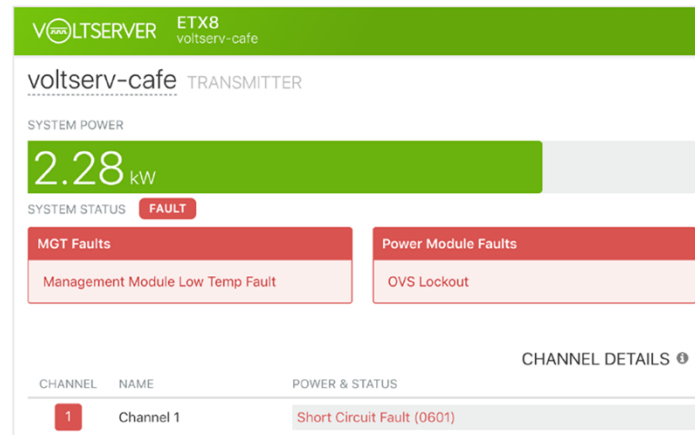 VOLTSERVER ETX8
voltserv-cafe
voltserv-cafe TRANSMITTER
SYSTEM POWER
2.28 kW
SYSTEM STATUS FAULT
MGT Faults Power Module Faults
Management Module Low Temp Fault OVS Lockout
CHANNEL DETAILS
CHANNEL NAME POWER & STATUS
1 Channel 1 Short Circuit Fault (0601)